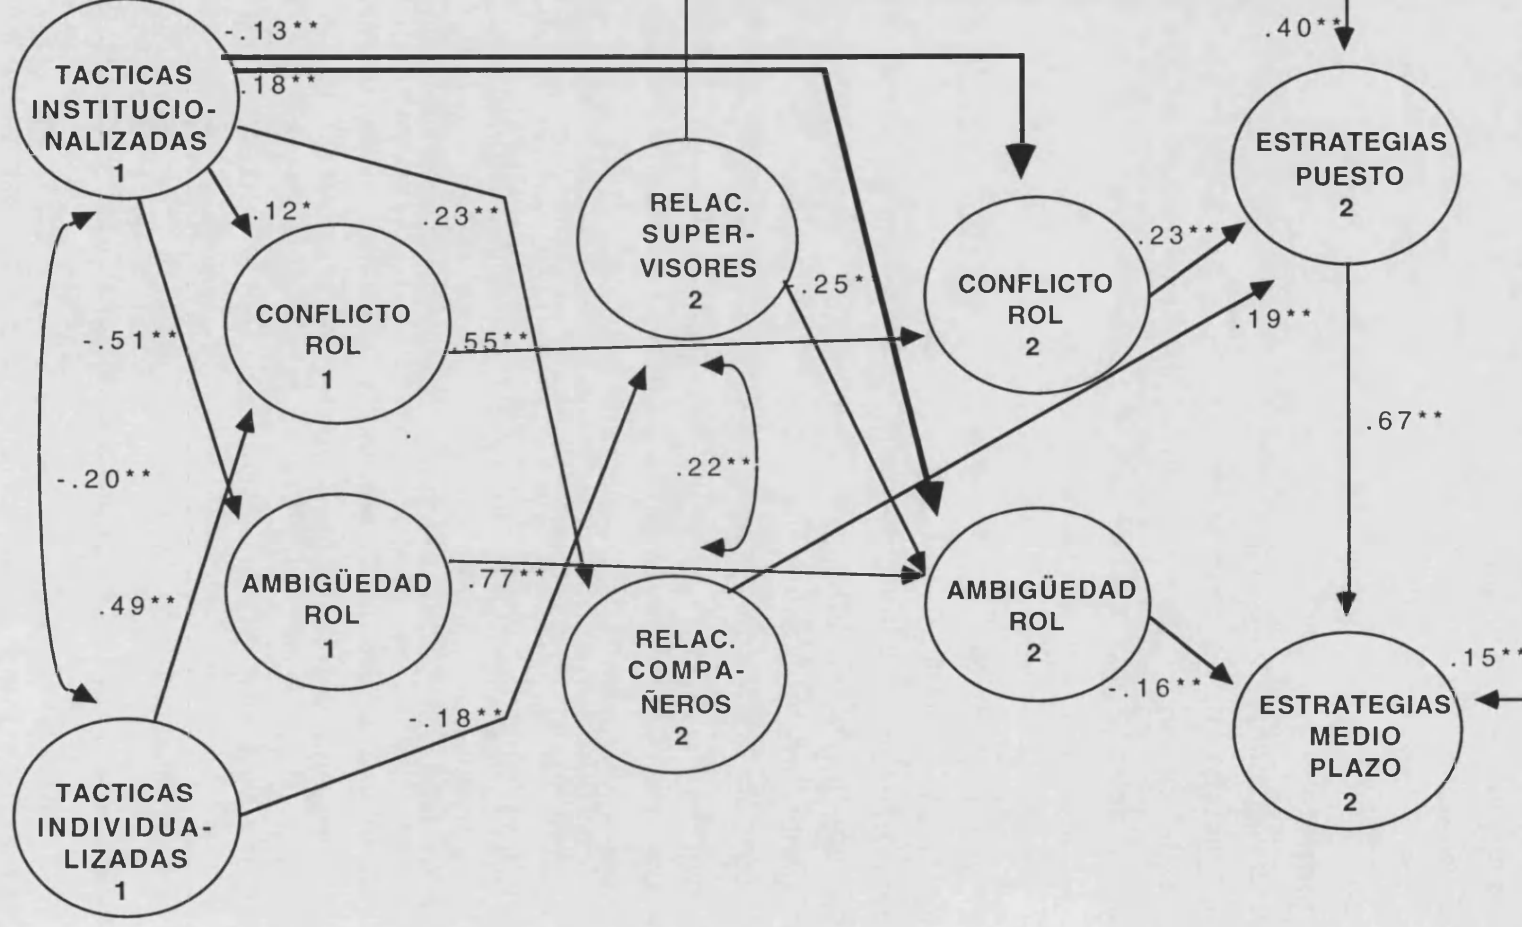 -.13**
.40**
TACTICAS
INSTITUCIO-
NALIZADAS
1
.18**
ESTRATEGIAS
PUESTO
2
.12*
.23**
RELAC.
SUPER-
VISORES
2
-.25*
CONFLICTO
ROL
2
.23**
.19**
CONFLICTO
ROL
1
-.51**
.55**
.67**
-.20**
.22**
AMBIGÜEDAD
ROL
1
.77**
.49**
AMBIGÜEDAD
ROL
2
RELAC.
COMPA-
ÑEROS
2
-.18**
-.16**
.15**
ESTRATEGIAS
MEDIO
PLAZO
2
TACTICAS
INDIVIDUA-
LIZADAS
1